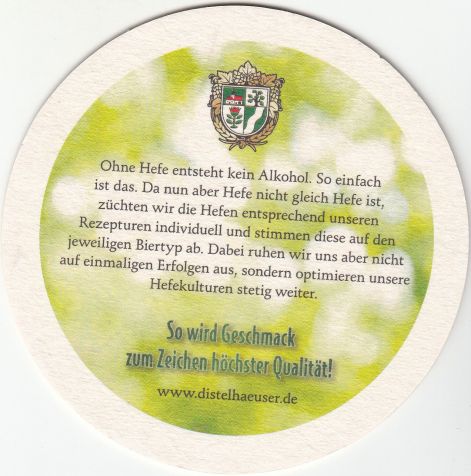 Ohne Hefe entsteht kein Alkohol. So einfach
ist das. Da nun aber Hefe nicht gleich Hefe ist,
züchten wir die Hefen entsprechend unseren
Rezepturen individuell und stimmen diese auf den
jeweiligen Biertyp ab. Dabei ruhen wir uns aber nicht
auf einmaligen Erfolgen aus, sondern optimieren unsere
Hefekulturen stetig weiter.
So wird Geschmack
zum Zeichen höchster Qualität!
www.distelhaeuser.de